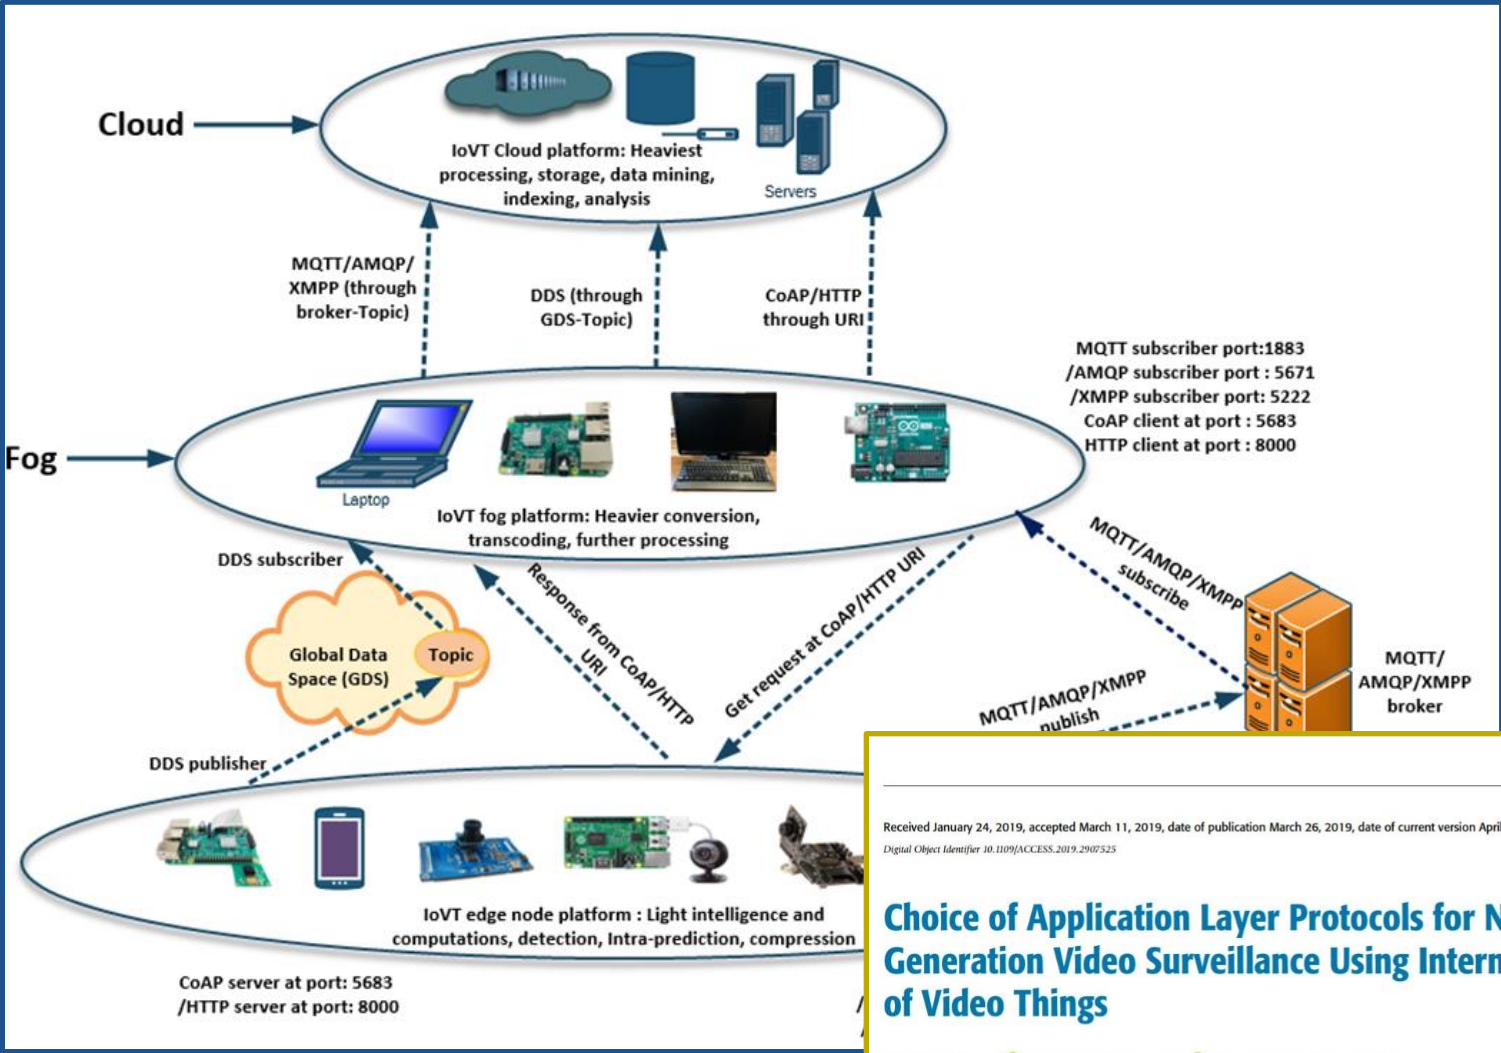 Cloud
IoVT Cloud platform: Heaviest
processing, storage, data mining,
indexing, analysis
Servers
MQTT/AMQP/
XMPP (through
broker-Topic)
DDS (through
GDS-Topic)
CoAP/HTTP
through URI
MQTT subscriber port:1883
/AMQP subscriber port : 5671
/XMPP subscriber port: 5222
CoAP client at port : 5683
HTTP client at port : 8000
Fog
Laptop
IoVT fog platform: Heavier conversion,
transcoding, further processing
DDS subscriber
Global Data
Space (GDS)
Topic
DDS publisher
Response from CoAP/HTTP
URI
Get request at CoAP/HTTP URI
MQTT/AMQP/XMPP
subscribe
MQTT/AMQP/XMPP
publish
MQTT/
AMQP/XMPP
broker
IoVT edge node platform : Light intelligence and
computations, detection, Intra-prediction, compression
CoAP server at port: 5683
/HTTP server at port: 8000
Received January 24, 2019, accepted March 11, 2019, date of publication March 26, 2019, date of current version April
Digital Object Identifier 10.1109/ACCESS.2019.2907525
Choice of Application Layer Protocols for N
Generation Video Surveillance Using Intern
of Video Things